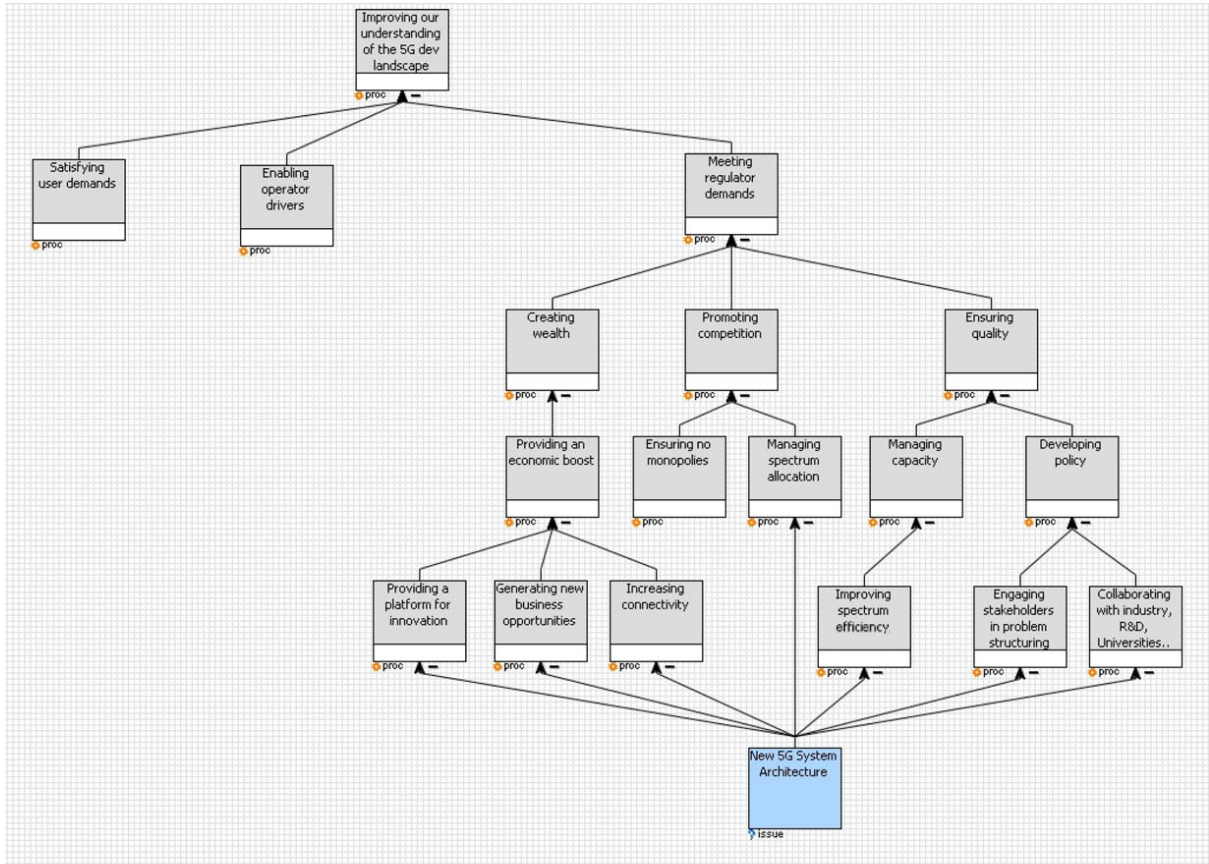 Improving our
understanding
of the 5G dev
landscape
proc
Satisfying
user demands
proc
Enabling
operator
drivers
proc
Meeting
regulator
demands
proc
Creating
wealth
proc
Promoting
competition
proc
Ensuring
quality
proc
Providing an
economic boost
proc
Ensuring no
monopolies
proc
Managing
spectrum
allocation
proc
Managing
capacity
proc
Developing
policy
proc
Providing a
platform for
innovation
proc
Generating new
business
opportunities
proc
Increasing
connectivity
proc
Improving
spectrum
efficiency
proc
Engaging
stakeholders
in problem
structuring
proc
Collaborating
with industry,
R&D,
Universities..
proc
New 5G System
Architecture
issue